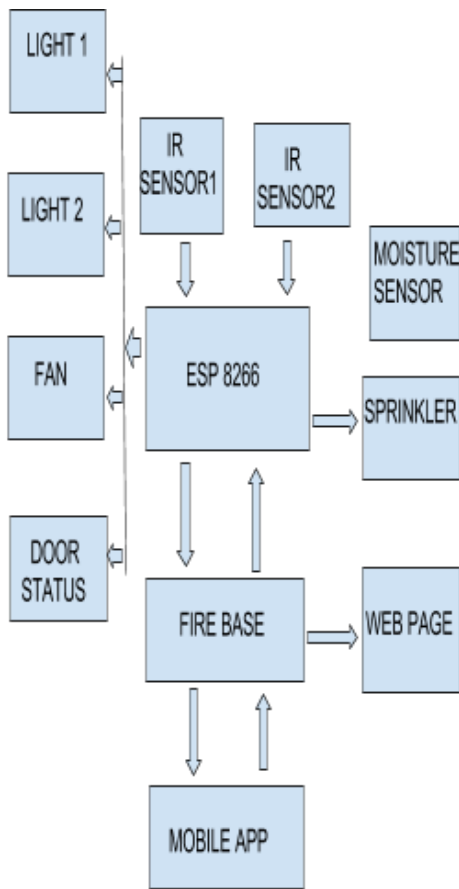 LIGHT 1
IR
SENSOR1
IR
SENSOR2
LIGHT 2
MOISTURE
SENSOR
FAN
ESP 8266
SPRINKLER
DOOR
STATUS
FIRE BASE
WEB PAGE
MOBILE APP